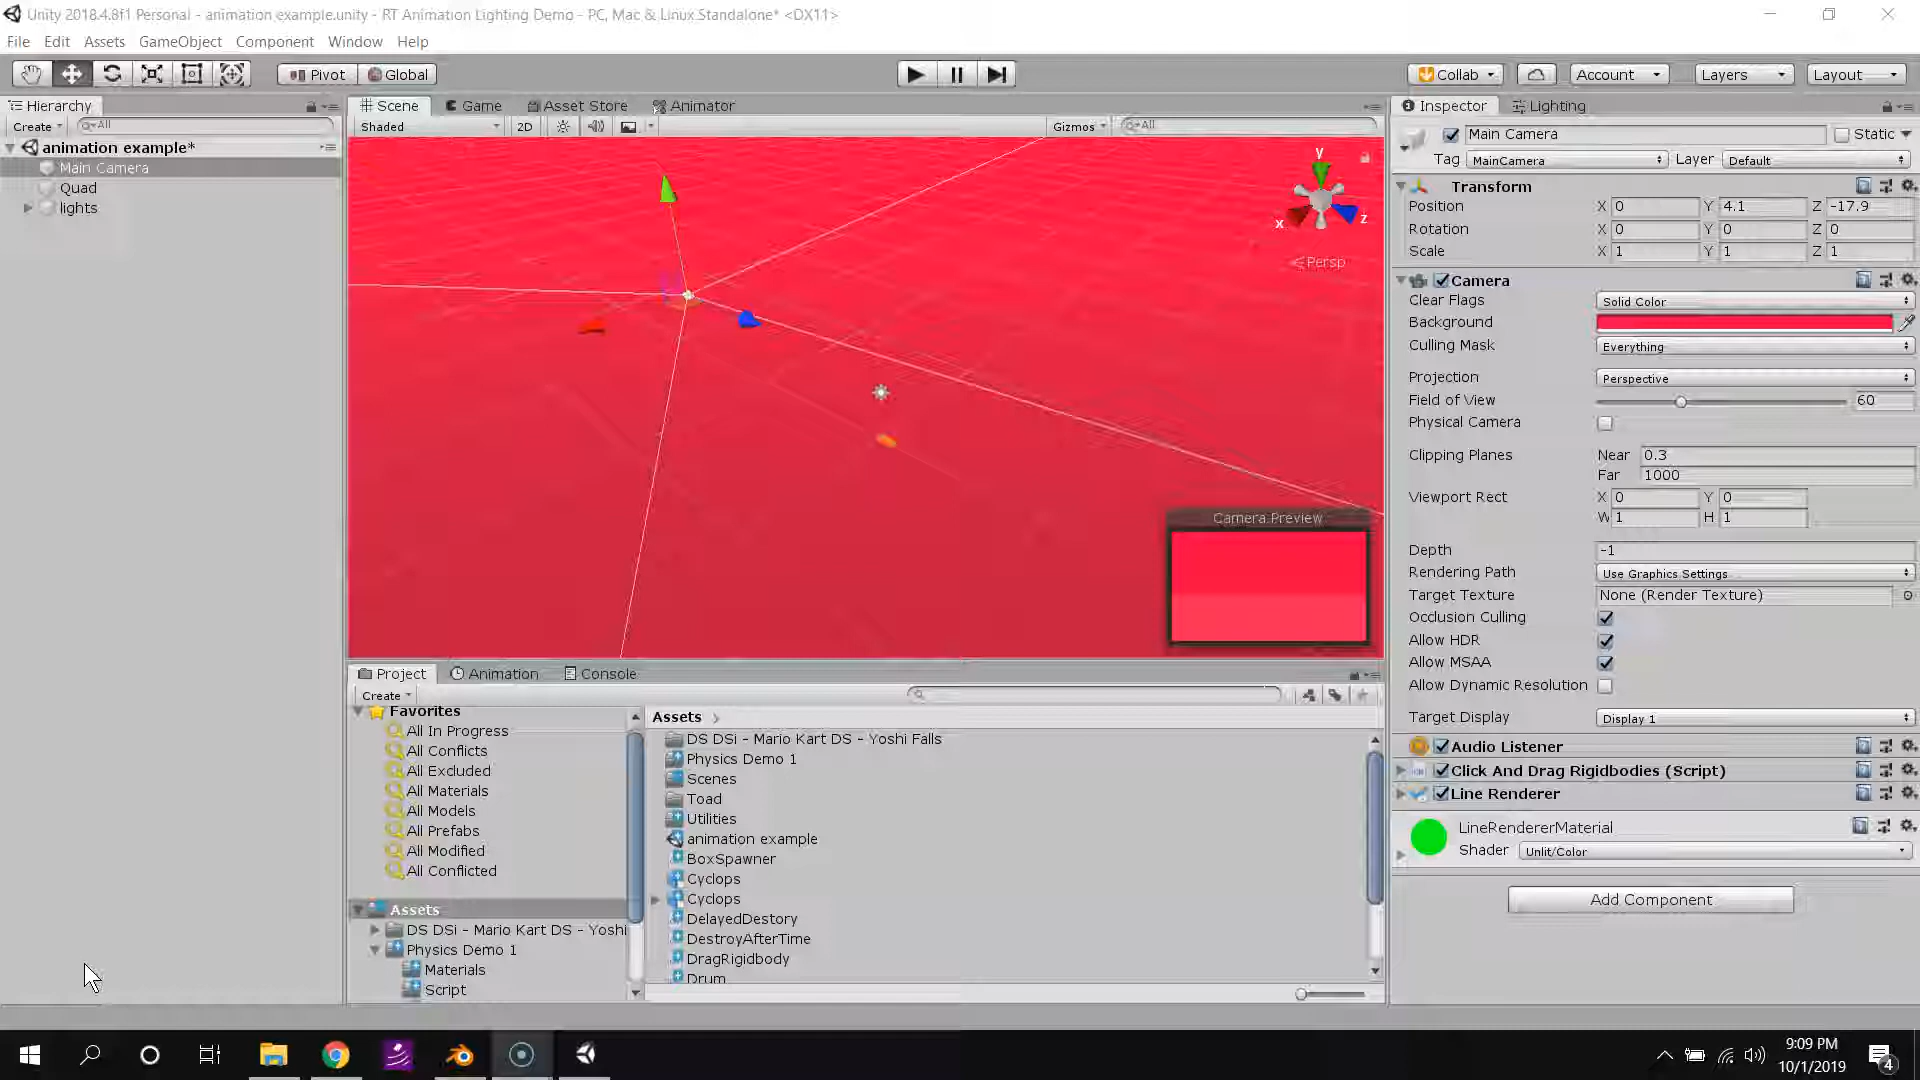 Unity 2018.4.8f1 Personal - animation example.unity - RT Animation Lighting Demo - PC, Mac & Linux Standalone* <DX11>
File Edit Assets GameObject Component Window Help
Pivot Global Collab Account Layers Layout
Hierarchy Scene Game Asset Store Animator Inspector Lighting
Create All Shaded 2D Gizmos All
animation example*
Main Camera
Quad
lights
y
x
z
Persp
Camera Preview
Main Camera Static
Tag MainCamera Layer Default
Transform
Position X 0 Y 4.1 Z -17.9
Rotation X 0 Y 0 Z 0
Scale X 1 Y 1 Z 1
Camera
Clear Flags Solid Color
Background
Culling Mask Everything
Projection Perspective
Field of View 60
Physical Camera
Clipping Planes Near 0.3
Far 1000
Viewport Rect X 0 Y 0
W 1 H 1
Depth -1
Rendering Path Use Graphics Settings
Target Texture None (Render Texture)
Occlusion Culling
Allow HDR
Allow MSAA
Allow Dynamic Resolution
Target Display Display 1
Audio Listener
Click And Drag Rigidbodies (Script)
Line Renderer
LineRendererMaterial
Shader Unlit/Color
Add Component
Project Animation Console
Create
Favorites
All In Progress
All Conflicts
All Excluded
All Materials
All Models
All Prefabs
All Modified
All Conflicted
Assets
DS DSi - Mario Kart DS - Yoshi
Physics Demo 1
Materials
Script
Assets
DS DSi - Mario Kart DS - Yoshi Falls
Physics Demo 1
Scenes
Toad
Utilities
animation example
BoxSpawner
Cyclops
Cyclops
DelayedDestory
DestroyAfterTime
DragRigidbody
Drum
9:09 PM
10/1/2019
4